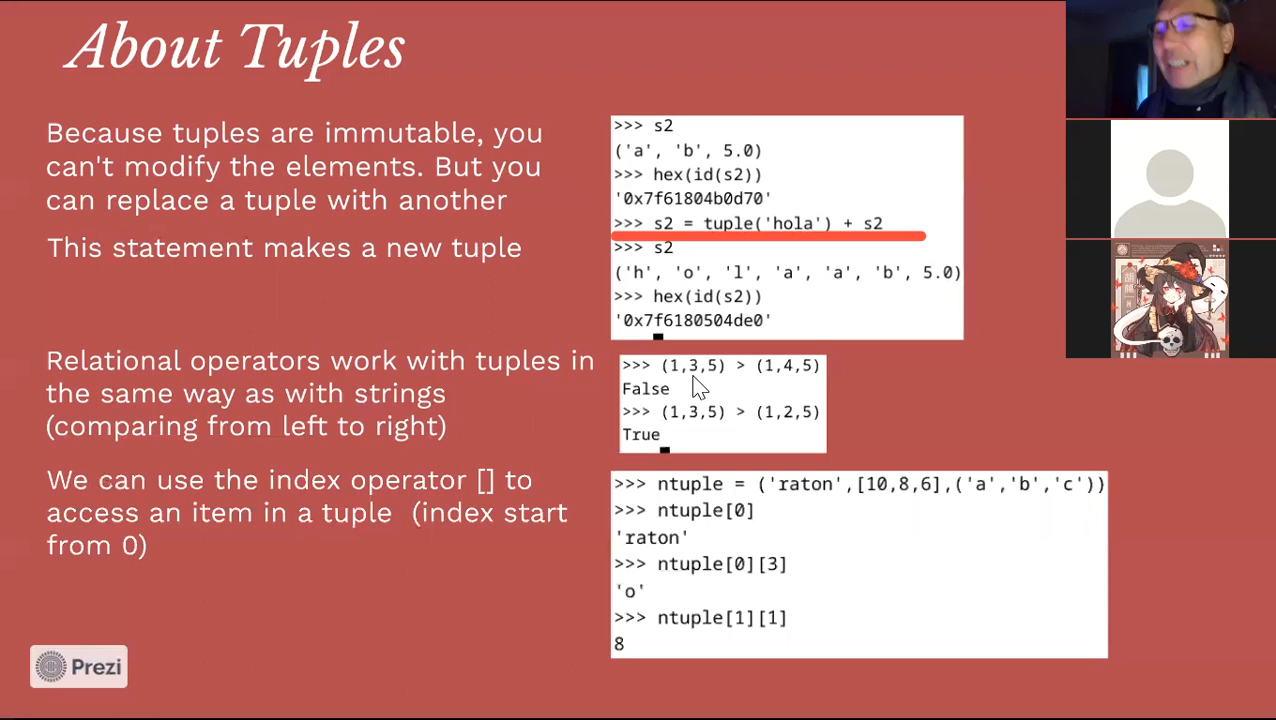 About Tuples
Because tuples are immutable, you
can't modify the elements. But you
can replace a tuple with another
This statement makes a new tuple
>>> s2
('a', 'b', 5.0)
>>> hex(id(s2))
'0x7f61804b0d70'
>>> s2 = tuple('hola') + s2
>>> s2
('h', 'o', 'l', 'a', 'a', 'b', 5.0)
>>> hex(id(s2))
'0x7f6180504de0'
Relational operators work with tuples in
the same way as with strings
(comparing from left to right)
>>> (1,3,5) > (1,4,5)
False
>>> (1,3,5) > (1,2,5)
True
We can use the index operator [] to
access an item in a tuple (index start
from 0)
>>> ntuple = ('raton',[10,8,6],('a','b','c'))
>>> ntuple[0]
'raton'
>>> ntuple[0][3]
'o'
>>> ntuple[1][1]
8
Prezi